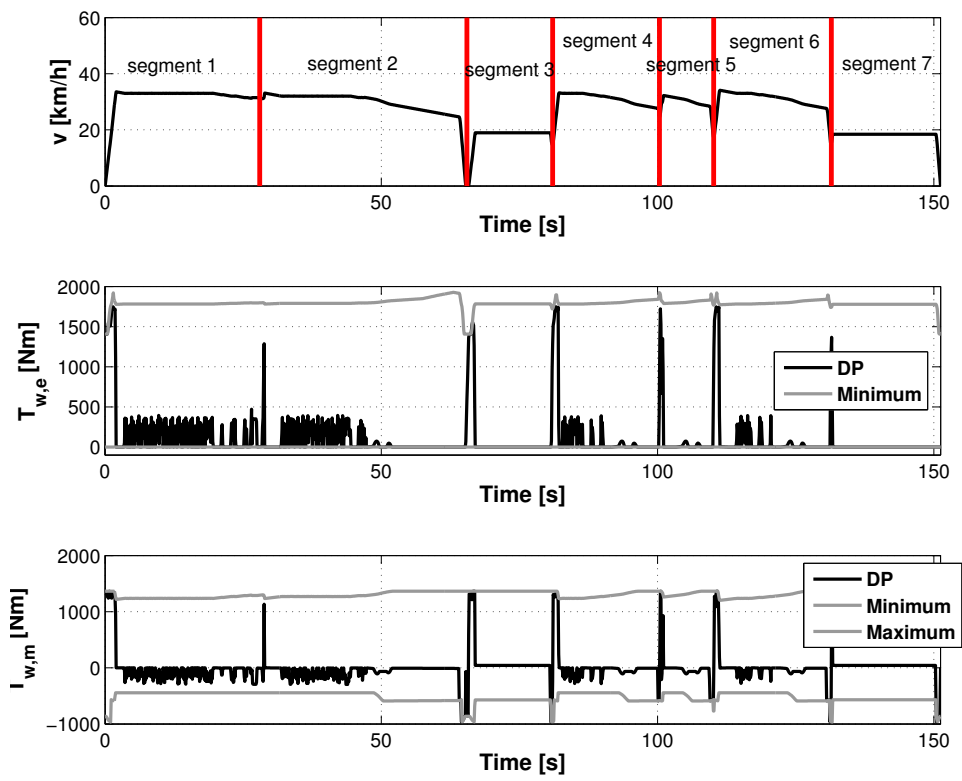 60
40
20
0
v [km/h]
segment 1
segment 2
segment 3
segment 4
segment 5
segment 6
segment 7
0
50
100
150
Time [s]
2000
1500
1000
500
0
T_w,e [Nm]
DP
Minimum
0
50
100
150
Time [s]
2000
1000
0
−1000
I_w,m [Nm]
DP
Minimum
Maximum
0
50
100
150
Time [s]